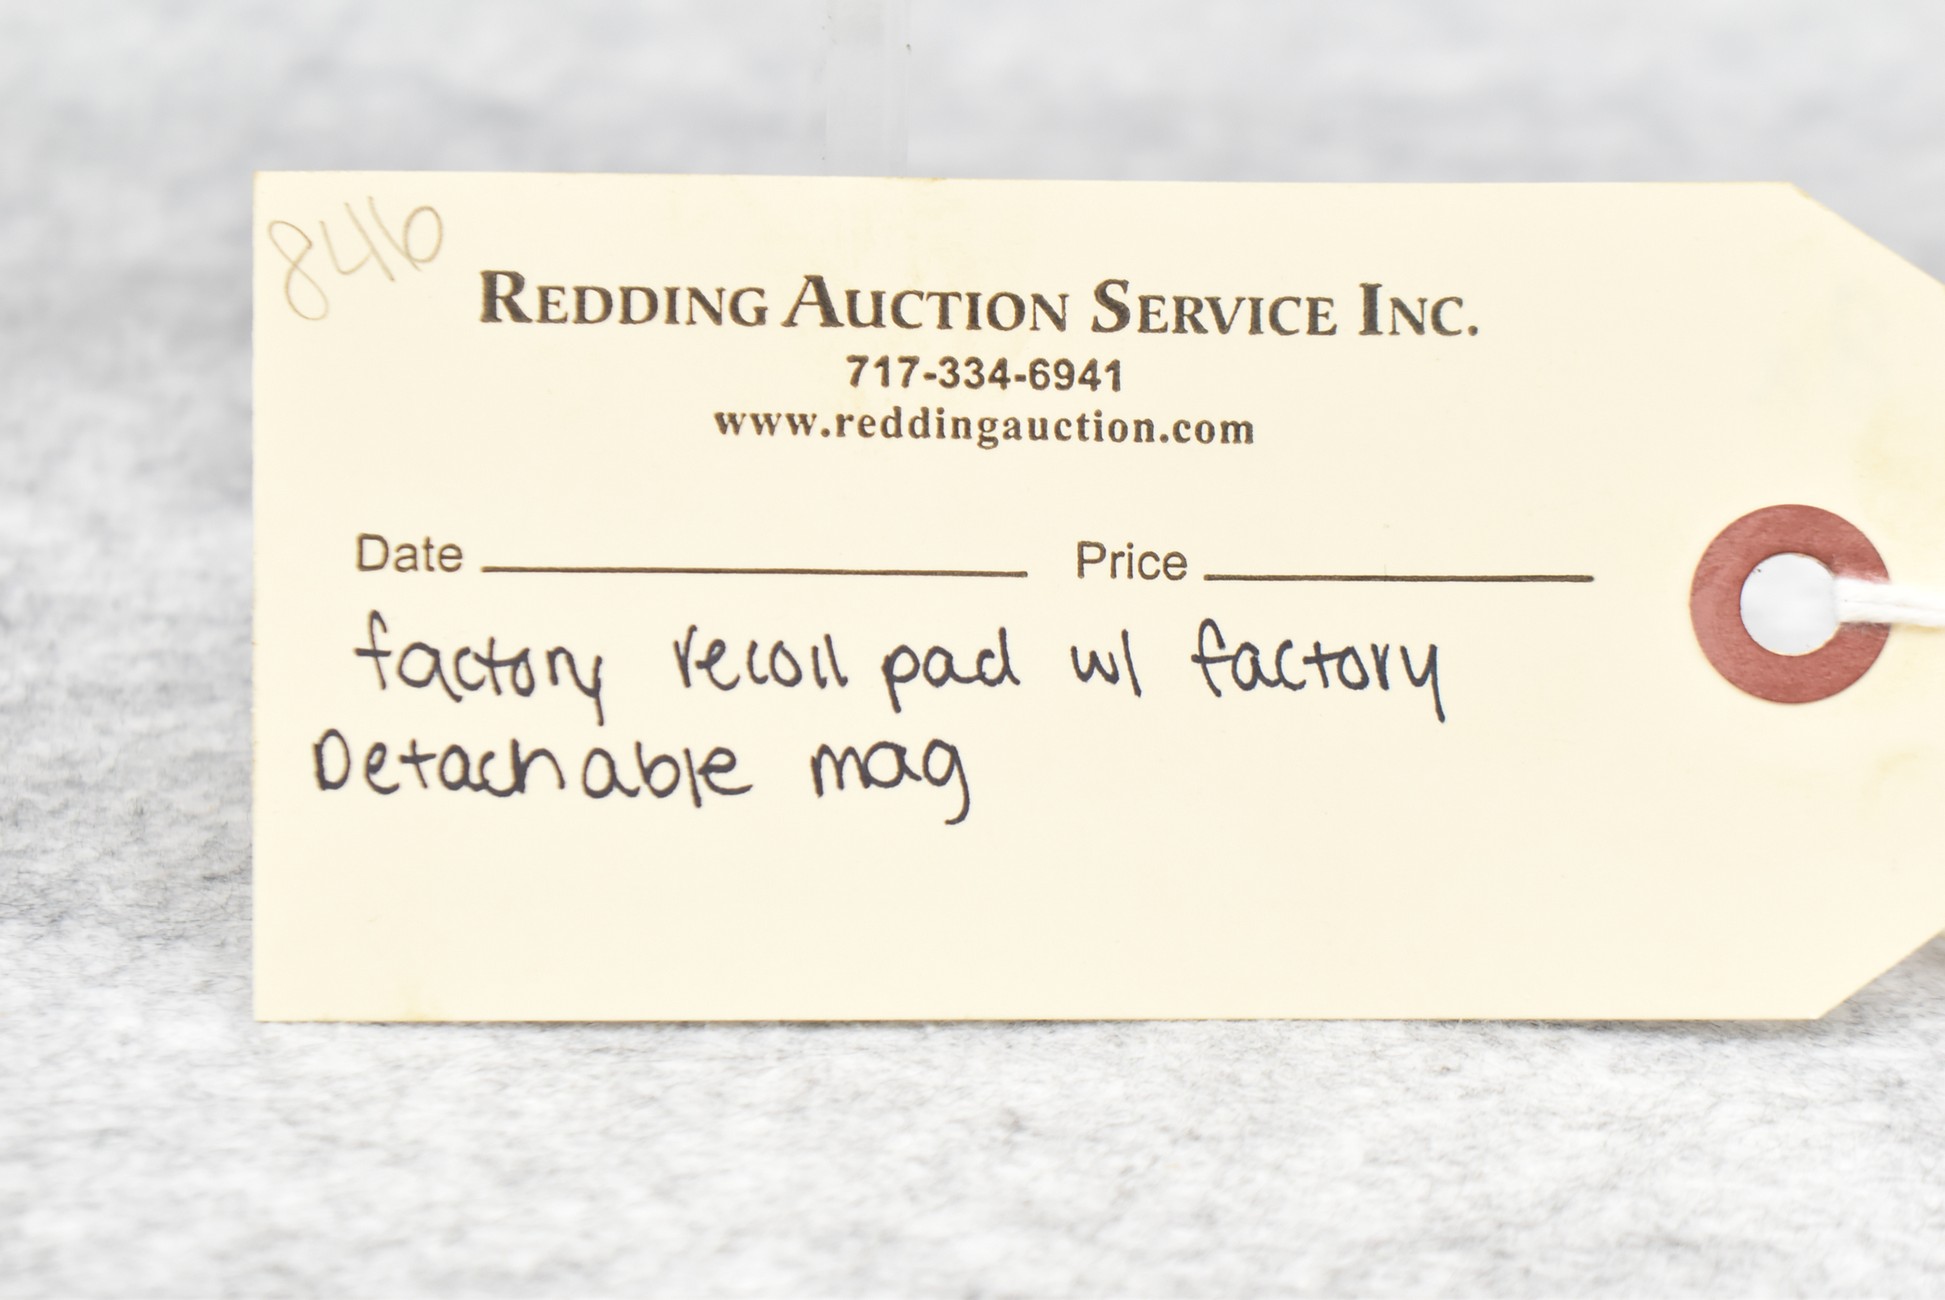 846
REDDING AUCTION SERVICE INC.
717-334-6941
www.reddingauction.com
Date Price
factory recoil pad w/ factory
Detachable mag